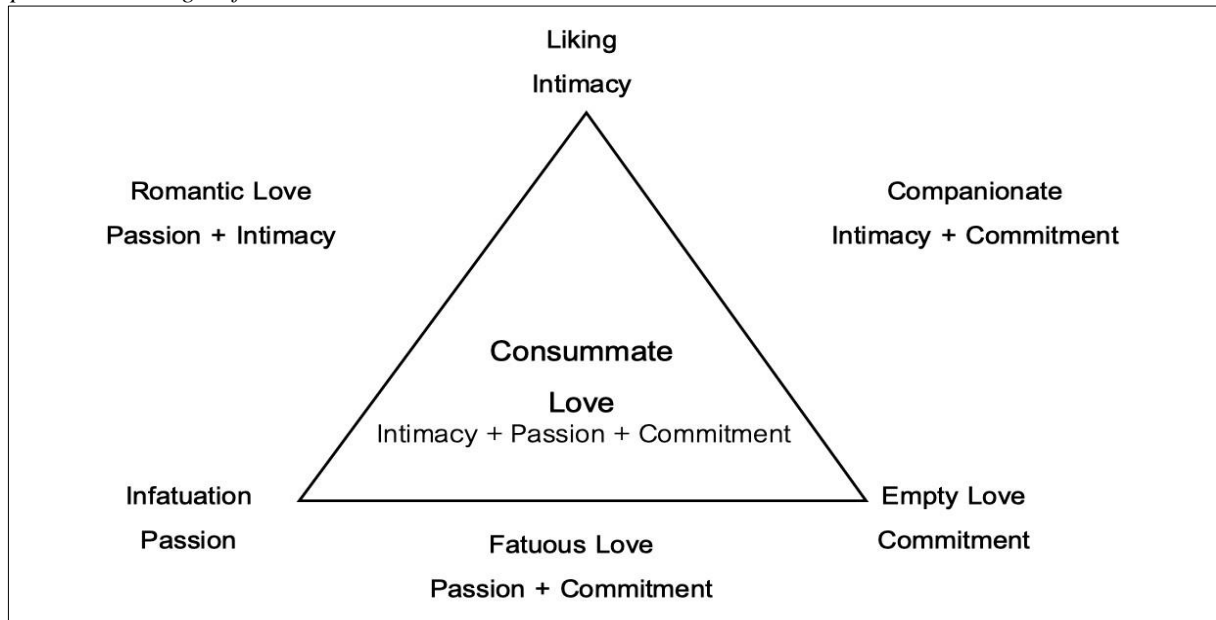 Liking
Intimacy
Romantic Love
Passion + Intimacy
Companionate
Intimacy + Commitment
Consummate
Love
Intimacy + Passion + Commitment
Infatuation
Passion
Empty Love
Commitment
Fatuous Love
Passion + Commitment